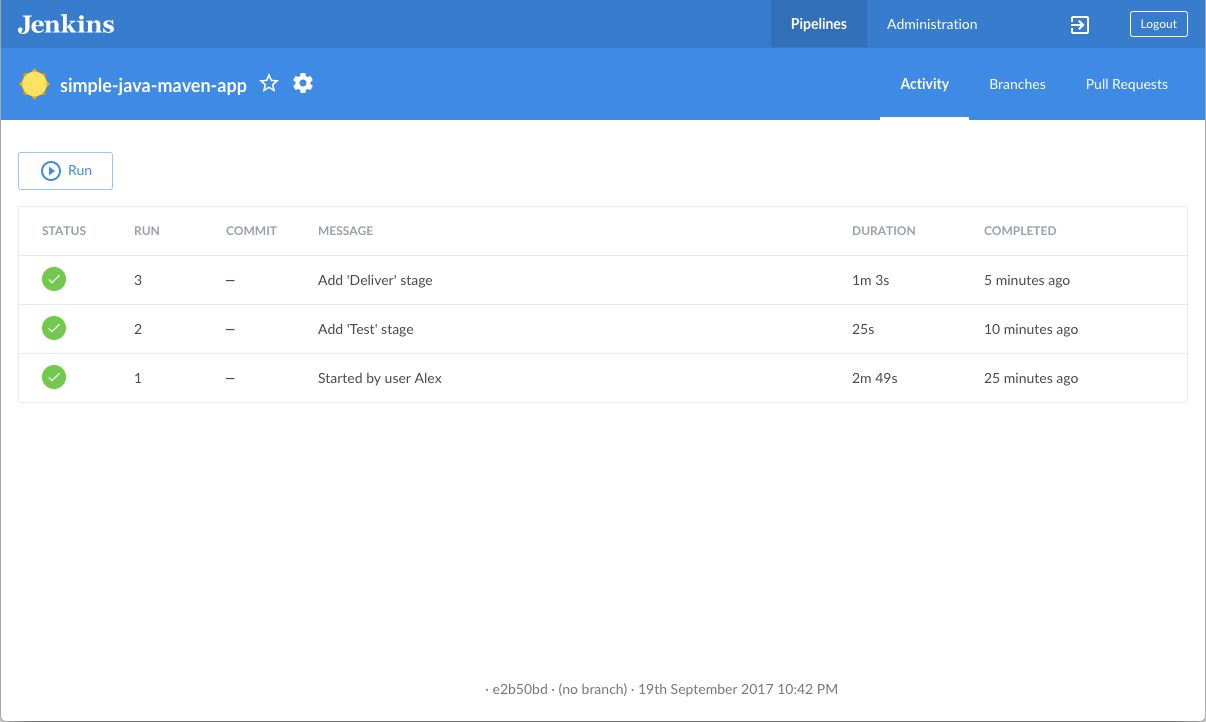 Jenkins Pipelines Administration Logout
simple-java-maven-app Activity Branches Pull Requests
Run
STATUS RUN COMMIT MESSAGE DURATION COMPLETED
3 – Add 'Deliver' stage 1m 3s 5 minutes ago
2 – Add 'Test' stage 25s 10 minutes ago
1 – Started by user Alex 2m 49s 25 minutes ago
· e2b50bd · (no branch) · 19th September 2017 10:42 PM